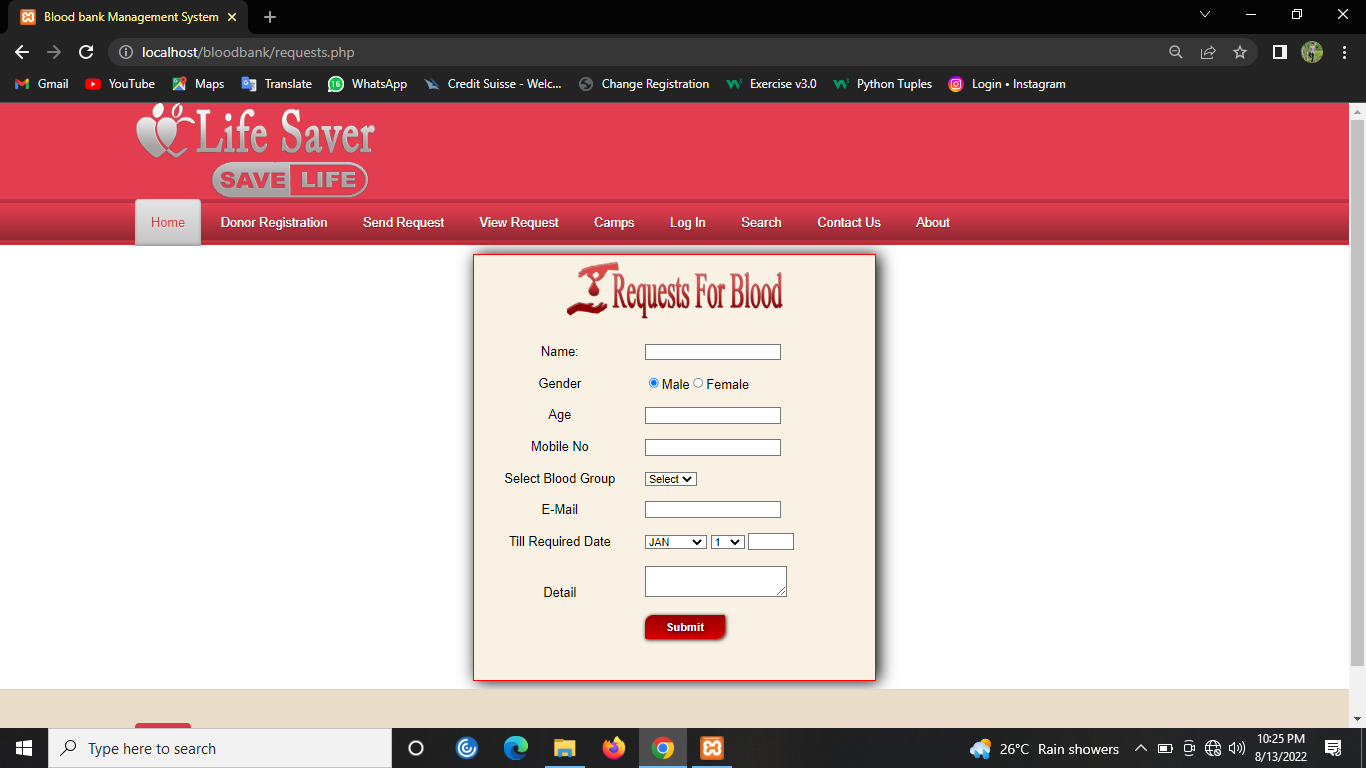 Blood bank Management System
localhost/bloodbank/requests.php
Gmail YouTube Maps Translate 16 WhatsApp Credit Suisse - Welc... Change Registration Exercise v3.0 Python Tuples Login • Instagram
Life Saver
SAVE LIFE
Home Donor Registration Send Request View Request Camps Log In Search Contact Us About
Requests For Blood
Name:
Gender Male Female
Age
Mobile No
Select Blood Group Select
E-Mail
Till Required Date JAN 1
Detail
Submit
Type here to search 26°C Rain showers 10:25 PM
8/13/2022